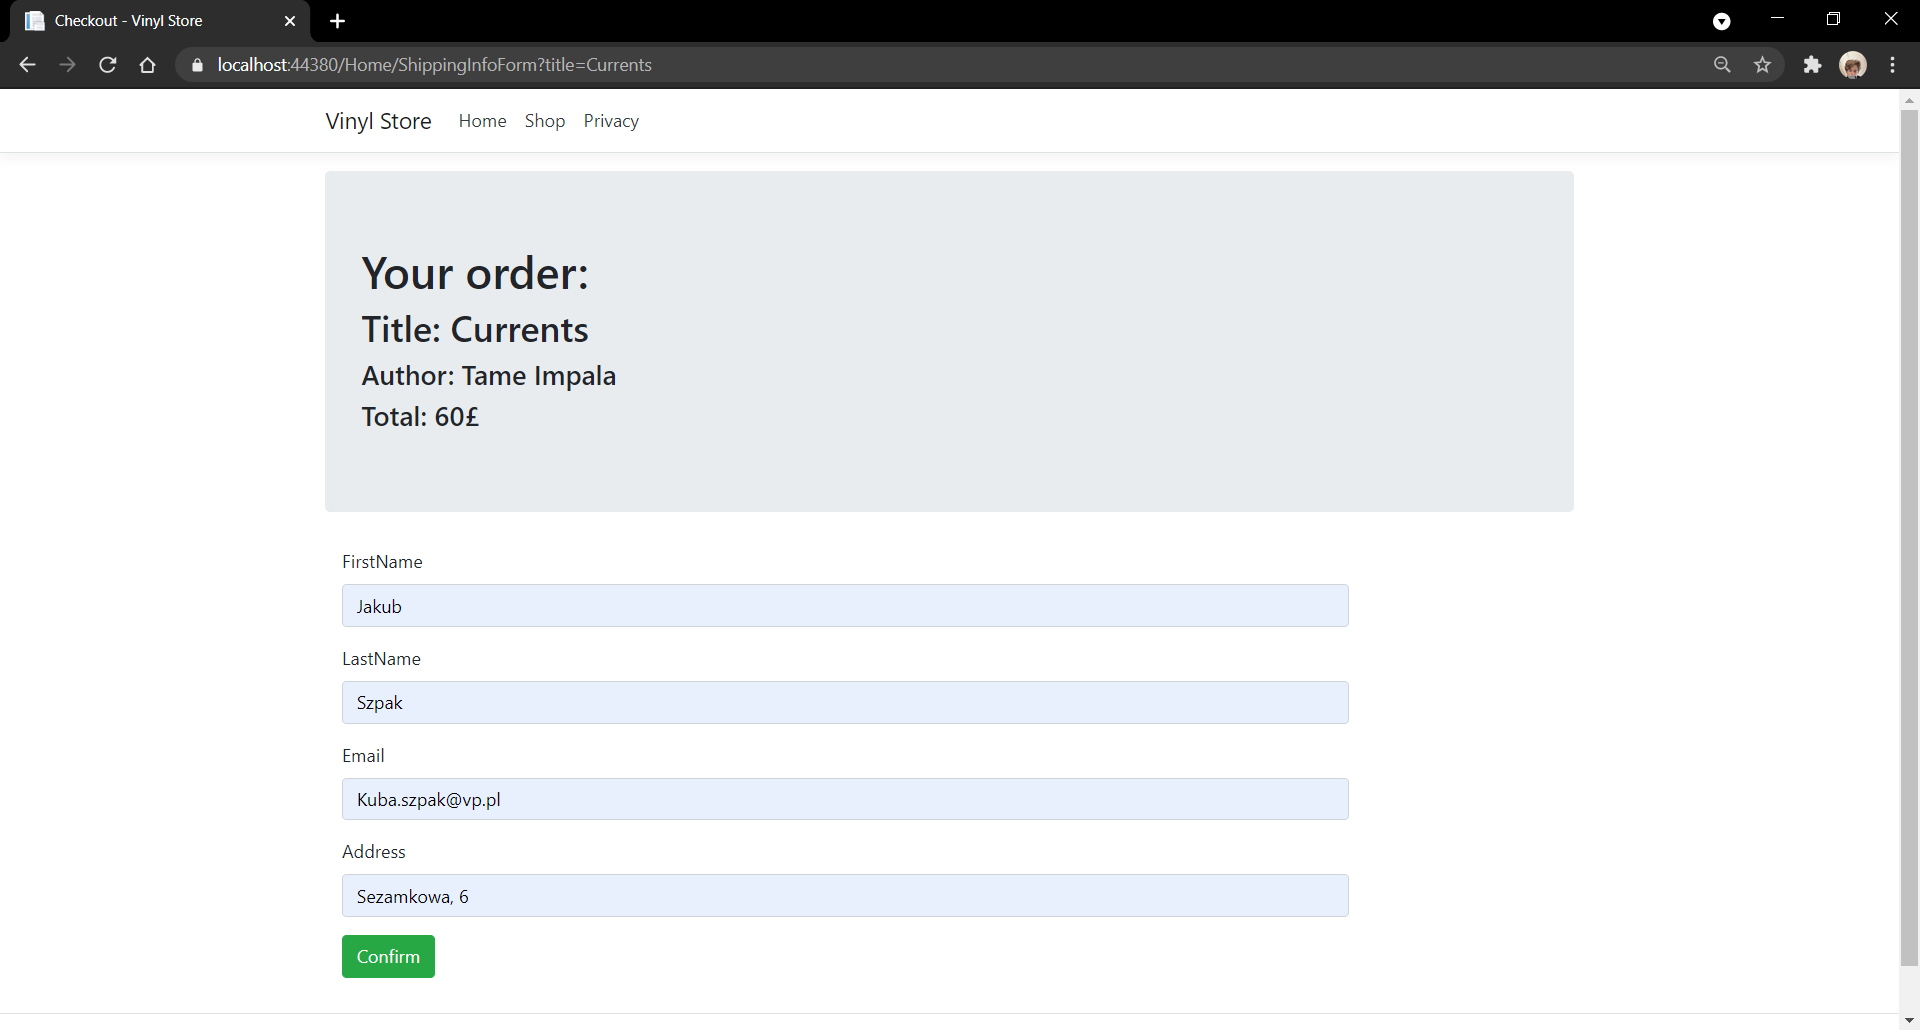 Checkout - Vinyl Store
localhost:44380/Home/ShippingInfoForm?title=Currents
Vinyl Store Home Shop Privacy
Your order:
Title: Currents
Author: Tame Impala
Total: 60£
FirstName
Jakub
LastName
Szpak
Email
Kuba.szpak@vp.pl
Address
Sezamkowa, 6
Confirm